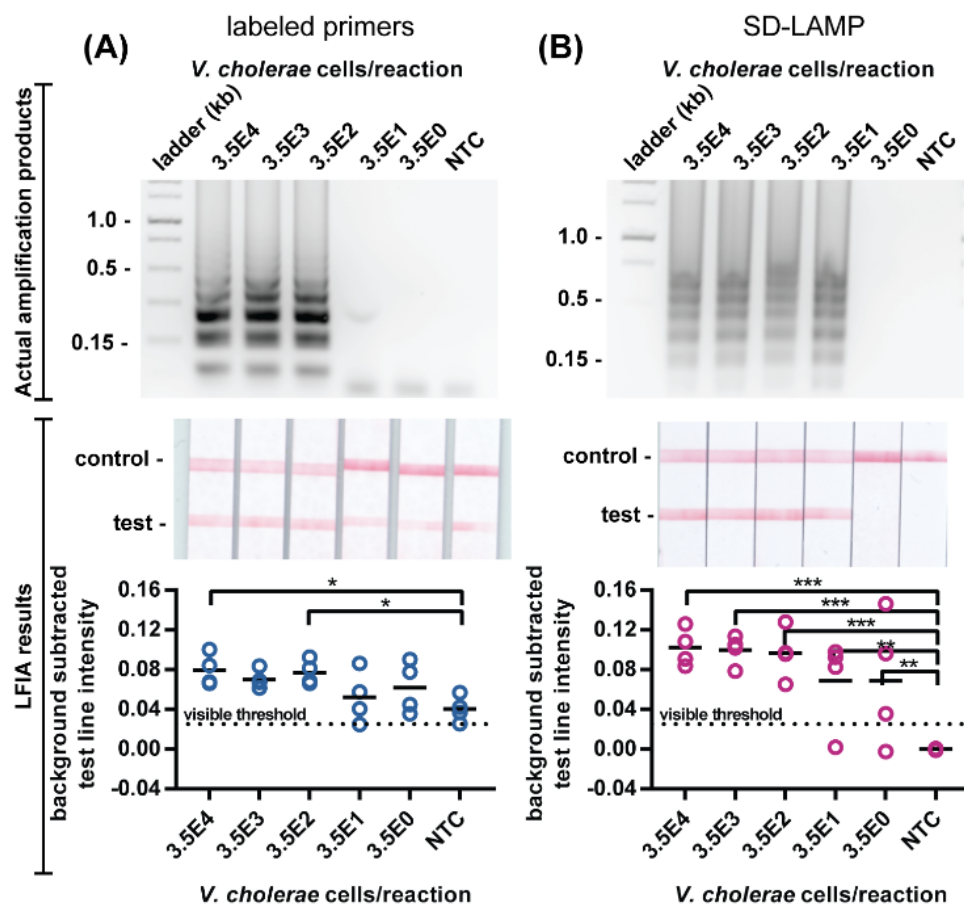 labeled primers
SD-LAMP
(A)
V. cholerae cells/reaction
(B)
V. cholerae cells/reaction
Actual amplification products
ladder (kb)
3.5E4
3.5E3
3.5E2
3.5E1
3.5E0
NTC
1.0 -
0.5 -
0.15 -
ladder (kb)
3.5E4
3.5E3
3.5E2
3.5E1
3.5E0
NTC
1.0 -
0.5 -
0.15 -
LFIA results
control -
test -
control -
test -
background subtracted
test line intensity
0.16
0.12
0.08
0.04
0.00
-0.04
*
*
visible threshold
3.5E4
3.5E3
3.5E2
3.5E1
3.5E0
NTC
V. cholerae cells/reaction
background subtracted
test line intensity
0.16
0.12
0.08
0.04
0.00
-0.04
***
***
***
**
**
visible threshold
3.5E4
3.5E3
3.5E2
3.5E1
3.5E0
NTC
V. cholerae cells/reaction